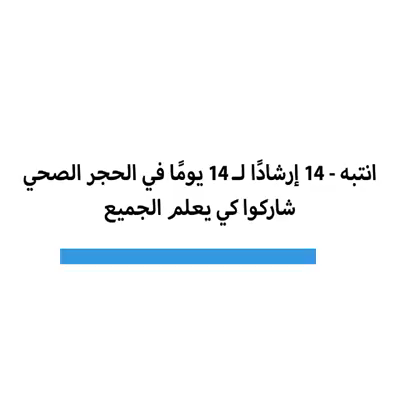 انتبه - 14 إرشادًا لـ 14 يومًا في الحجر الصحي
شاركوا كي يعلم الجميع